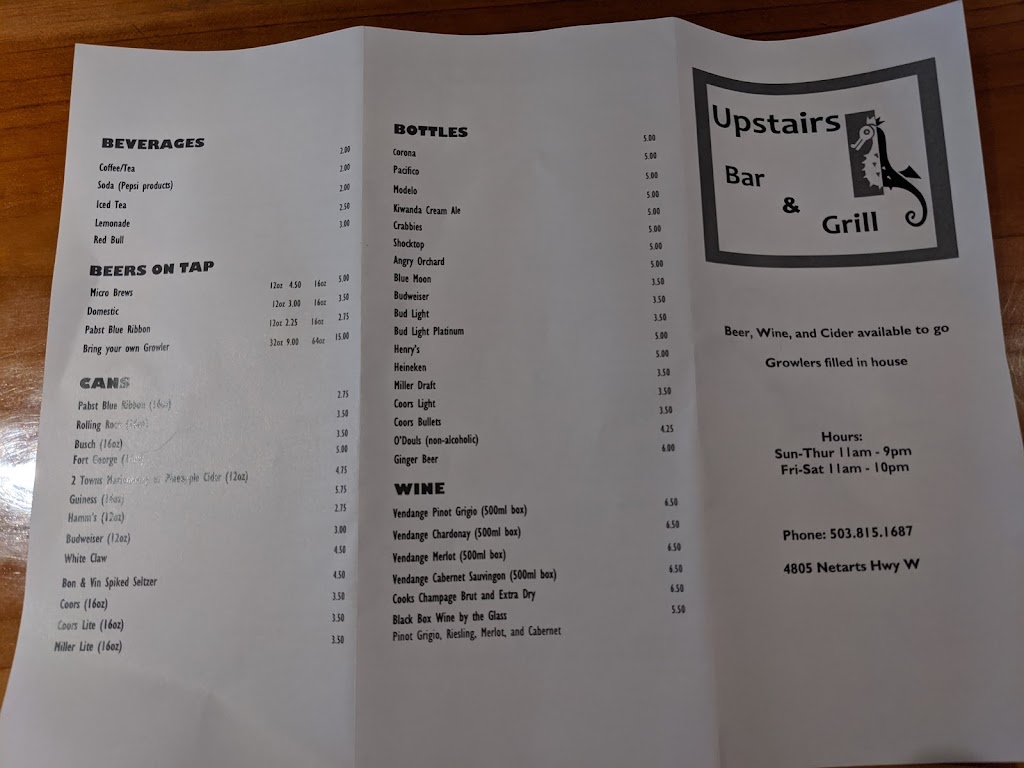 BEVERAGES
Coffee/Tea 2.00
Soda (Pepsi products) 2.00
Iced Tea 2.00
Lemonade 2.50
Red Bull 3.00
BEERS ON TAP
Micro Brews 12oz 4.50 16oz 5.00
Domestic 12oz 3.00 16oz 3.50
Pabst Blue Ribbon 12oz 2.25 16oz 2.75
Bring your own Growler 32oz 9.00 64oz 15.00
CANS
Pabst Blue Ribbon (16oz) 2.75
Rolling Rock 3.50
Busch (16oz) 3.50
Fort George 5.00
2 Towns or Pineapple Cider (12oz) 4.75
Guiness (16oz) 5.75
Hamm's (12oz) 2.75
Budweiser (12oz) 3.00
White Claw 4.50
Bon & Vin Spiked Seltzer 4.50
Coors (16oz) 3.50
Coors Lite (16oz) 3.50
Miller Lite (16oz) 3.50
BOTTLES
Corona 5.00
Pacifico 5.00
Modelo 5.00
Kiwanda Cream Ale 5.00
Crabbies 5.00
Shocktop 5.00
Angry Orchard 5.00
Blue Moon 5.00
Budweiser 3.50
Bud Light 3.50
Bud Light Platinum 3.50
Henry's 5.00
Heineken 5.00
Miller Draft 3.50
Coors Light 3.50
Coors Bullets 3.50
O'Douls (non-alcoholic) 4.25
Ginger Beer 6.00
WINE
Vendange Pinot Grigio (500ml box) 6.50
Vendange Chardonay (500ml box) 6.50
Vendange Merlot (500ml box) 6.50
Vendange Cabernet Sauvingon (500ml box) 6.50
Cooks Champage Brut and Extra Dry 6.50
Black Box Wine by the Glass 5.50
Pinot Grigio, Riesling, Merlot, and Cabernet
Upstairs
Bar
&
Grill
Beer, Wine, and Cider available to go
Growlers filled in house
Hours:
Sun-Thur 11am - 9pm
Fri-Sat 11am - 10pm
Phone: 503.815.1687
4805 Netarts Hwy W